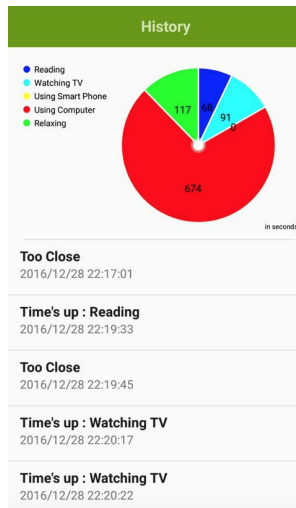 History
Reading
Watching TV
Using Smart Phone
Using Computer
Relaxing
117
68
91
0
674
in seconds
Too Close
2016/12/28 22:17:01
Time's up : Reading
2016/12/28 22:19:33
Too Close
2016/12/28 22:19:45
Time's up : Watching TV
2016/12/28 22:20:17
Time's up : Watching TV
2016/12/28 22:20:22